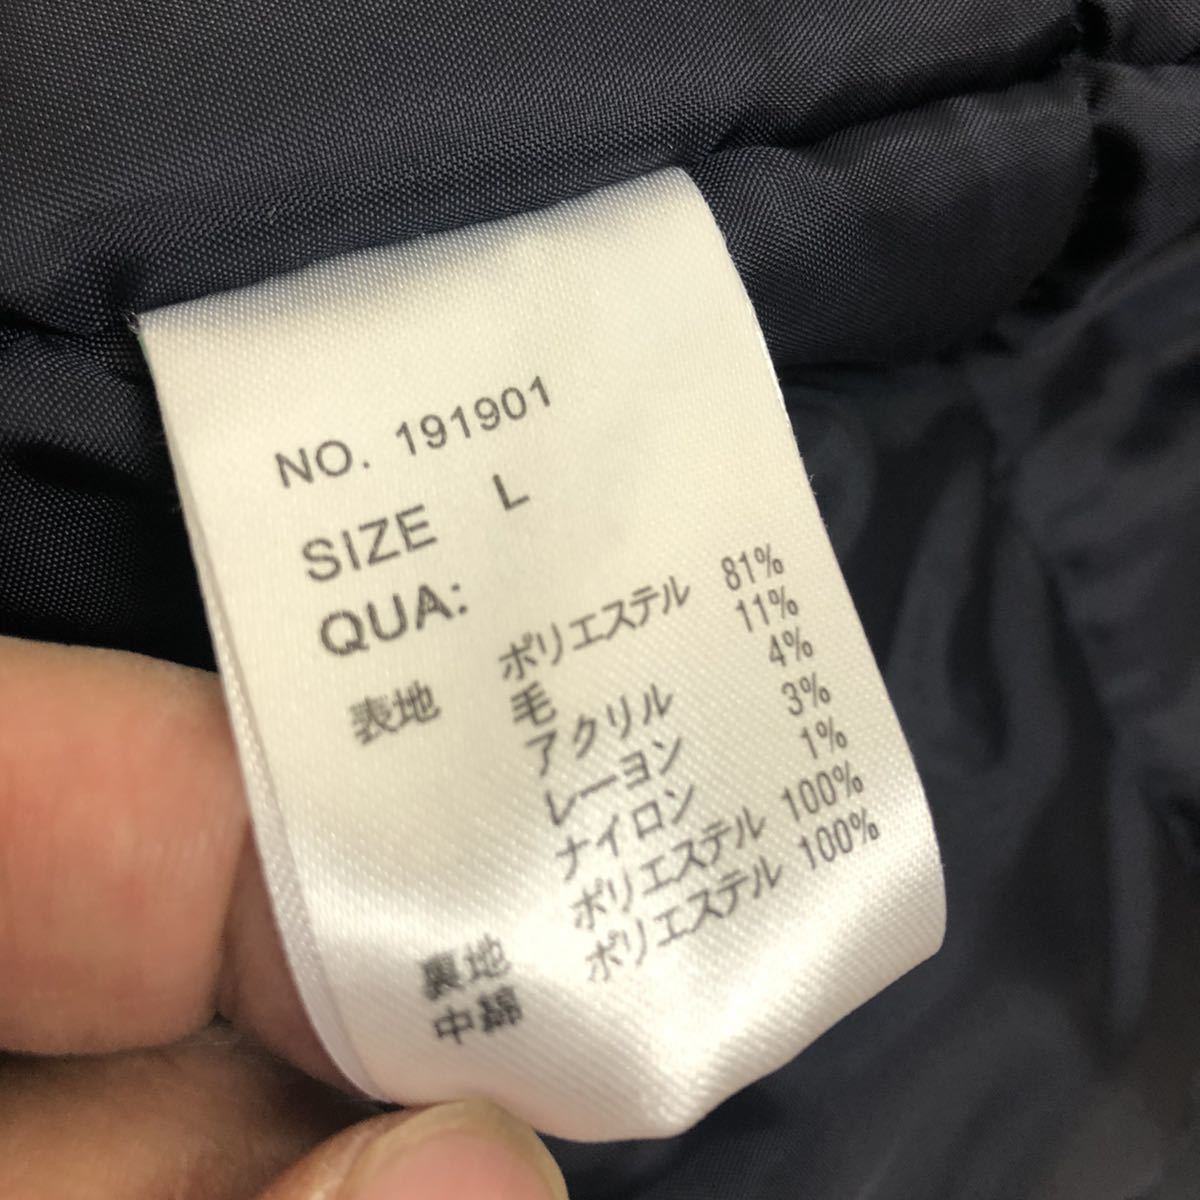 NO. 191901
SIZE L
QUA:
表地 ポリエステル 81%
毛 11%
アクリル 4%
レーヨン 3%
ナイロン 1%
裏地 ポリエステル 100%
中綿 ポリエステル 100%